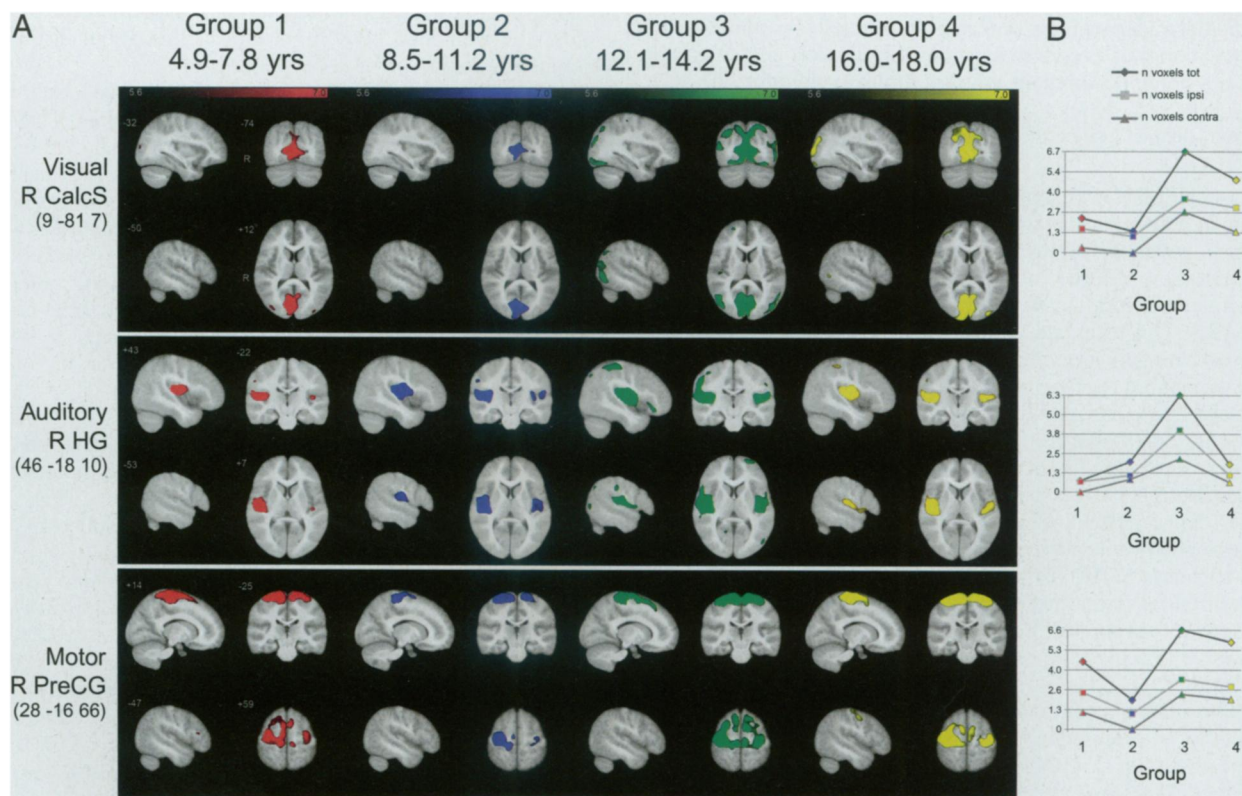 A
Group 1
4.9-7.8 yrs
Group 2
8.5-11.2 yrs
Group 3
12.1-14.2 yrs
Group 4
16.0-18.0 yrs
B
5.6 7.0 5.6 7.0 5.6 7.0 5.6 7.0
Visual
R CalcS
(9 -81 7)
-32 -74
R
-50 +12
R
Auditory
R HG
(46 -18 10)
+43 -22
-53 +7
Motor
R PreCG
(28 -16 66)
+14 -25
-47 +59
n voxels tot
n voxels ipsi
n voxels contra
6.7
5.4
4.0
2.7
1.3
0
1 2 3 4
Group
6.3
5.0
3.8
2.5
1.3
0
1 2 3 4
Group
6.6
5.3
4.0
2.6
1.3
0
1 2 3 4
Group